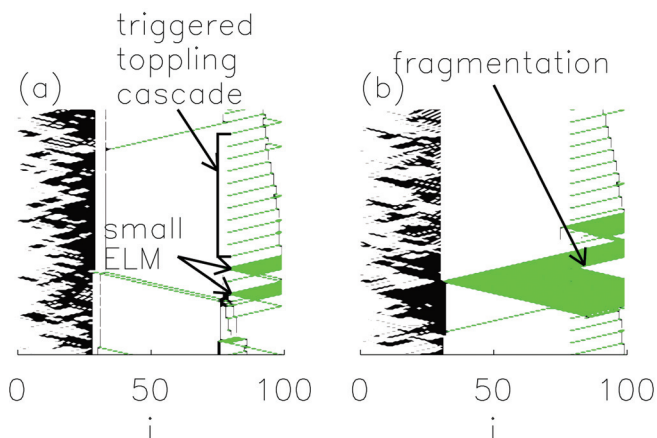 triggered
toppling
cascade
(a)
small
ELM
0 50 100
i
fragmentation
(b)
0 50 100
i